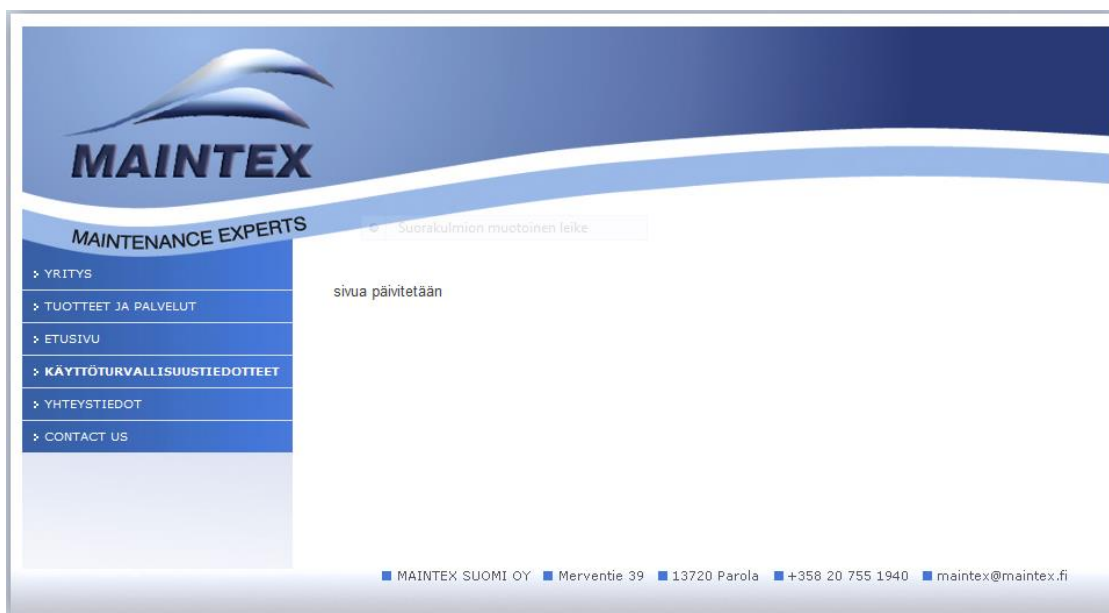 MAINTEX
MAINTENANCE EXPERTS
Suorakulmion muotoinen leike
YRITYS
TUOTTEET JA PALVELUT
ETUSIVU
KÄYTTÖTURVALLISUUSTIEDOTTEET
YHTEYSTIEDOT
CONTACT US
sivua päivitetään
MAINTEX SUOMI OY Merventie 39 13720 Parola +358 20 755 1940 maintex@maintex.fi